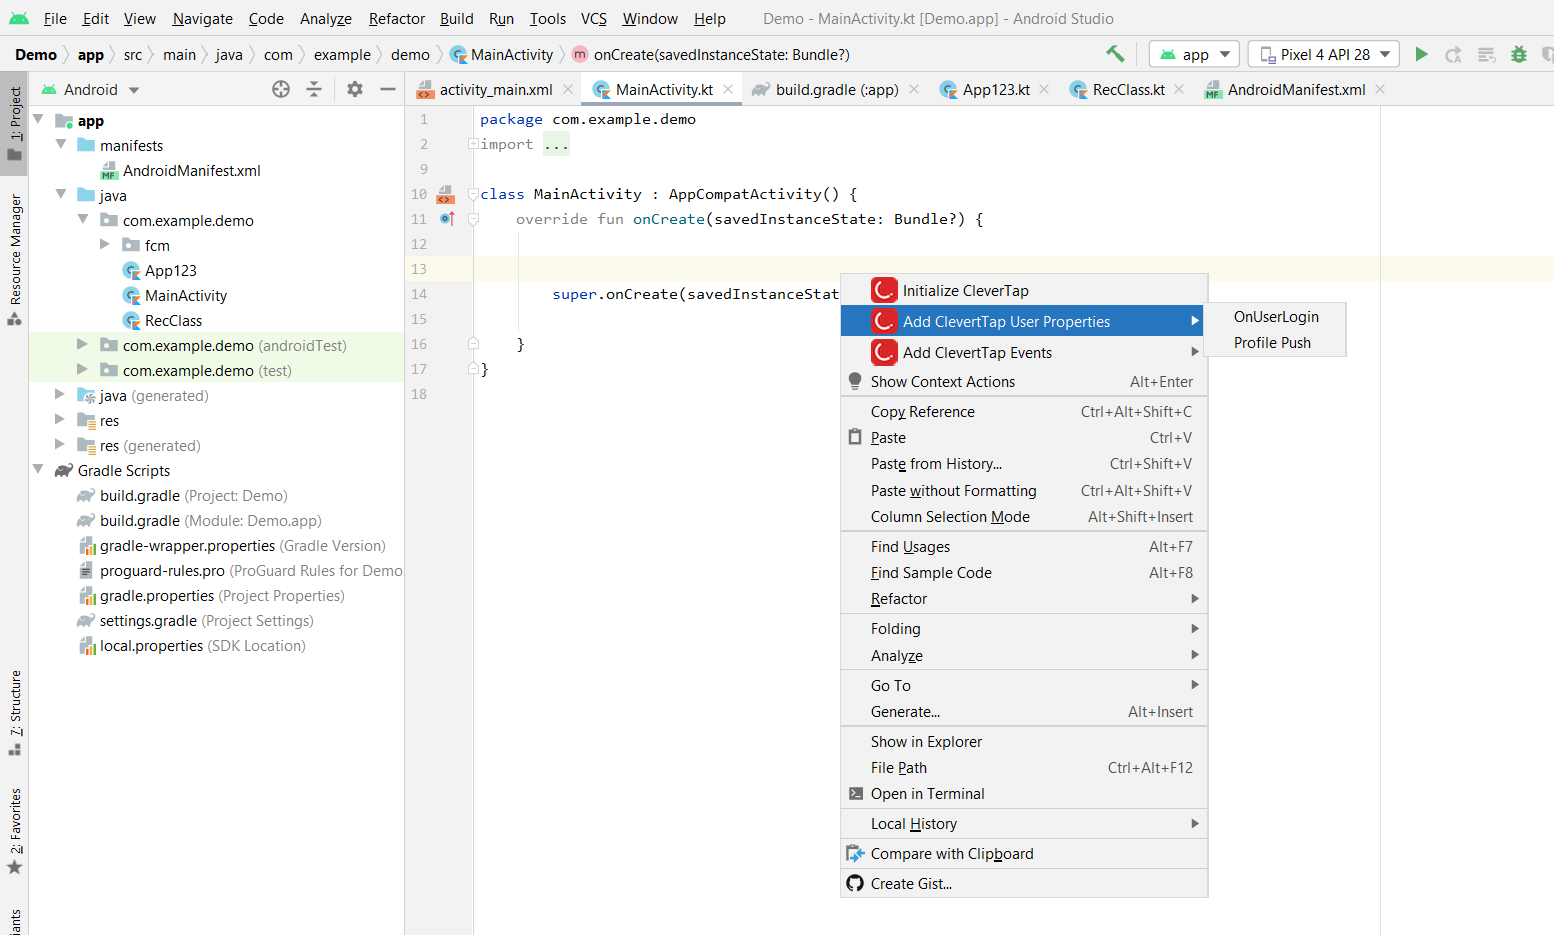 File Edit View Navigate Code Analyze Refactor Build Run Tools VCS Window Help Demo - MainActivity.kt [Demo.app] - Android Studio
Demo app src main java com example demo MainActivity m onCreate(savedInstanceState: Bundle?) app Pixel 4 API 28
Android activity_main.xml MainActivity.kt build.gradle (:app) App123.kt RecClass.kt AndroidManifest.xml
1: Project
Resource Manager
7: Structure
2: Favorites
app
manifests
AndroidManifest.xml
java
com.example.demo
fcm
App123
MainActivity
RecClass
com.example.demo (androidTest)
com.example.demo (test)
java (generated)
res
res (generated)
Gradle Scripts
build.gradle (Project: Demo)
build.gradle (Module: Demo.app)
gradle-wrapper.properties (Gradle Version)
proguard-rules.pro (ProGuard Rules for Demo
gradle.properties (Project Properties)
settings.gradle (Project Settings)
local.properties (SDK Location)
1 package com.example.demo
2 import ...
9
10 class MainActivity : AppCompatActivity() {
11 override fun onCreate(savedInstanceState: Bundle?) {
12
13
14 super.onCreate(savedInstanceStat
15
16 }
17 }
18
Initialize CleverTap
Add ClevertTap User Properties
Add ClevertTap Events
Show Context Actions Alt+Enter
Copy Reference Ctrl+Alt+Shift+C
Paste Ctrl+V
Paste from History... Ctrl+Shift+V
Paste without Formatting Ctrl+Alt+Shift+V
Column Selection Mode Alt+Shift+Insert
Find Usages Alt+F7
Find Sample Code Alt+F8
Refactor
Folding
Analyze
Go To
Generate... Alt+Insert
Show in Explorer
File Path Ctrl+Alt+F12
Open in Terminal
Local History
Compare with Clipboard
Create Gist...
OnUserLogin
Profile Push